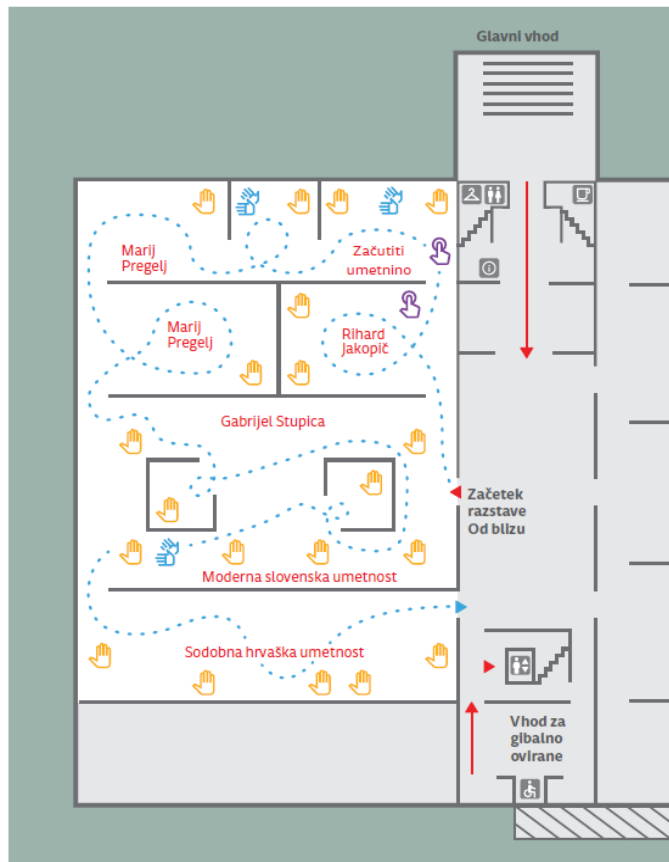 Glavni vhod
Marij
Pregelj
Začutiti
umetnino
Marij
Pregelj
Rihard
Jakopič
Gabrijel Stupica
Začetek
razstave
Od blizu
Moderna slovenska umetnost
Sodobna hrvaška umetnost
Vhod za
gibalno
ovirane